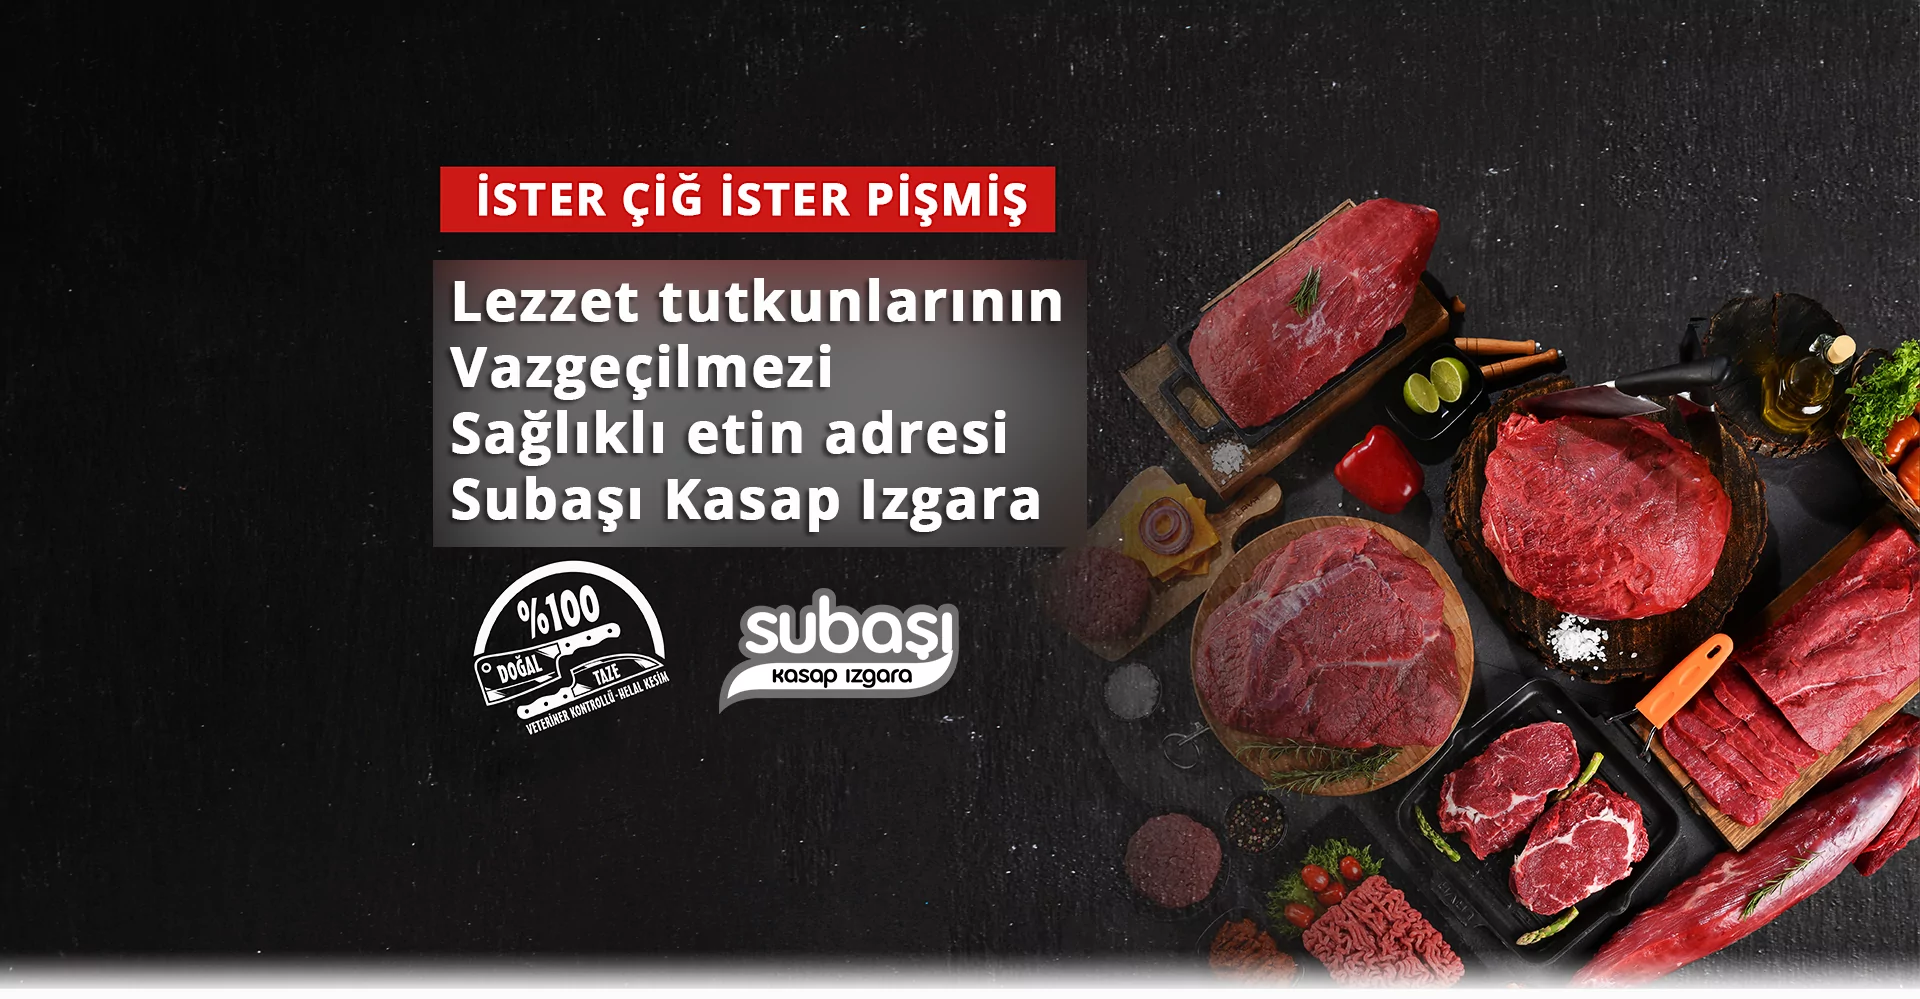 İSTER ÇİĞ İSTER PİŞMİŞ
Lezzet tutkunlarının
Vazgeçilmezi
Sağlıklı etin adresi
Subaşı Kasap Izgara
%100
DOĞAL
TAZE
VETERİNER KONTROLLÜ-HELAL KESİM
subaşı
kasap ızgara